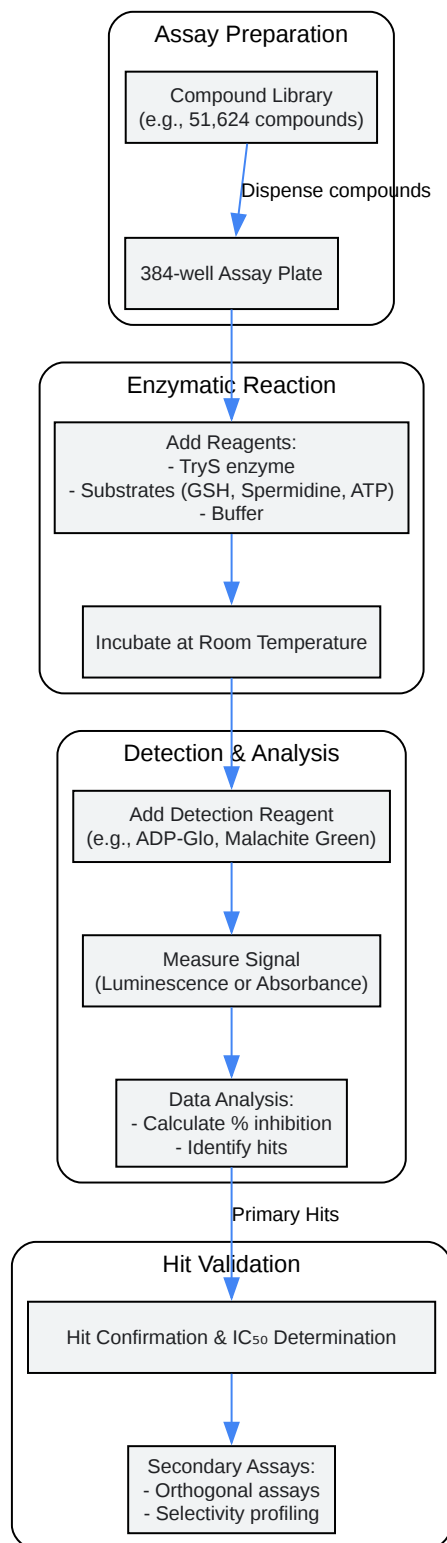 Assay Preparation
Compound Library
(e.g., 51,624 compounds)
Dispense compounds
384-well Assay Plate
Enzymatic Reaction
Add Reagents:
- TryS enzyme
- Substrates (GSH, Spermidine, ATP)
- Buffer
Incubate at Room Temperature
Detection & Analysis
Add Detection Reagent
(e.g., ADP-Glo, Malachite Green)
Measure Signal
(Luminescence or Absorbance)
Data Analysis:
- Calculate % inhibition
- Identify hits
Primary Hits
Hit Validation
Hit Confirmation & IC₅₀ Determination
Secondary Assays:
- Orthogonal assays
- Selectivity profiling